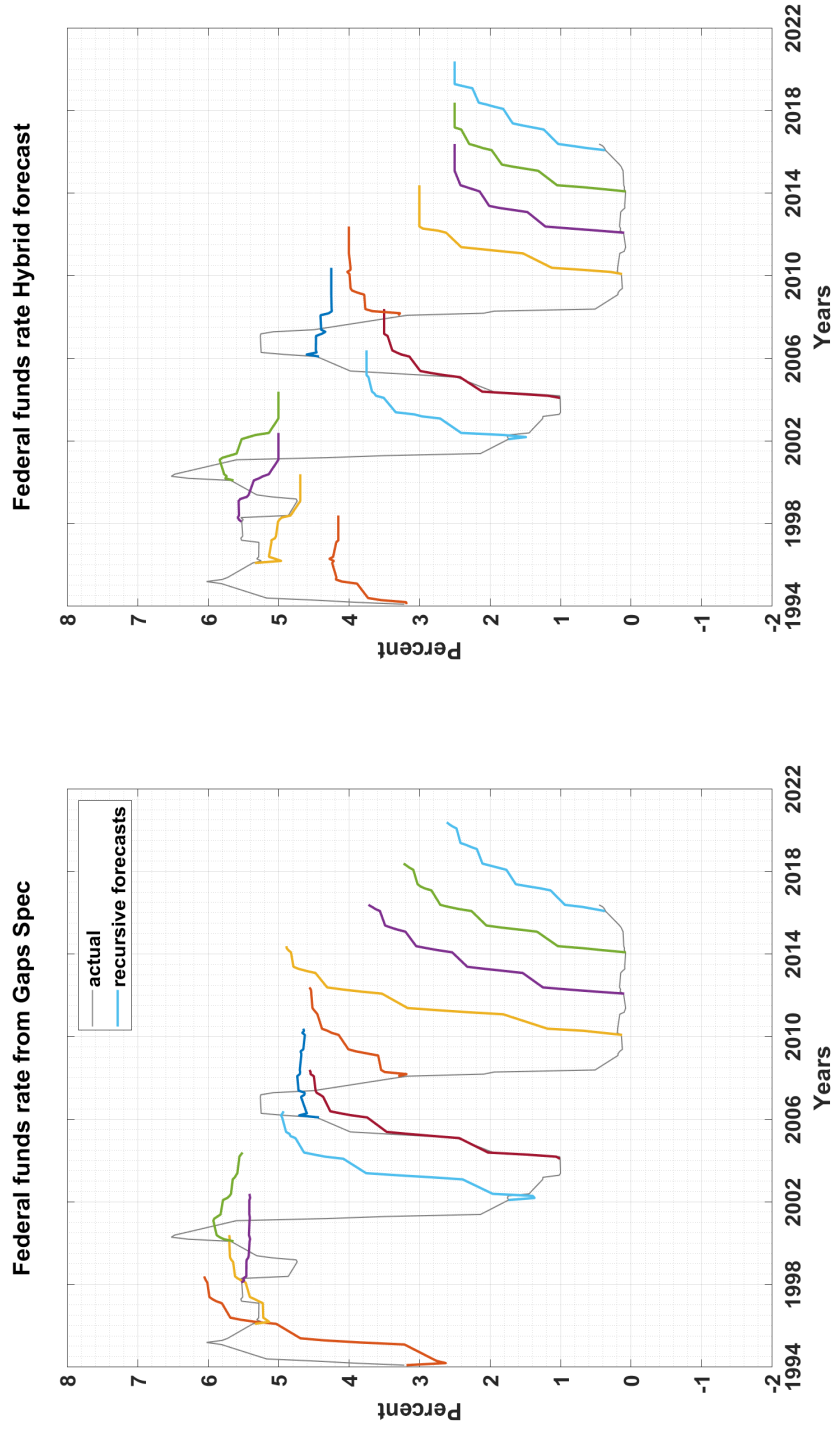 Federal funds rate from Gaps Spec
8
7
6
5
4
3
2
1
0
-1
-2
Percent
actual
recursive forecasts
1994 1998 2002 2006 2010 2014 2018 2022
Years
Federal funds rate Hybrid forecast
8
7
6
5
4
3
2
1
0
-1
-2
Percent
1994 1998 2002 2006 2010 2014 2018 2022
Years